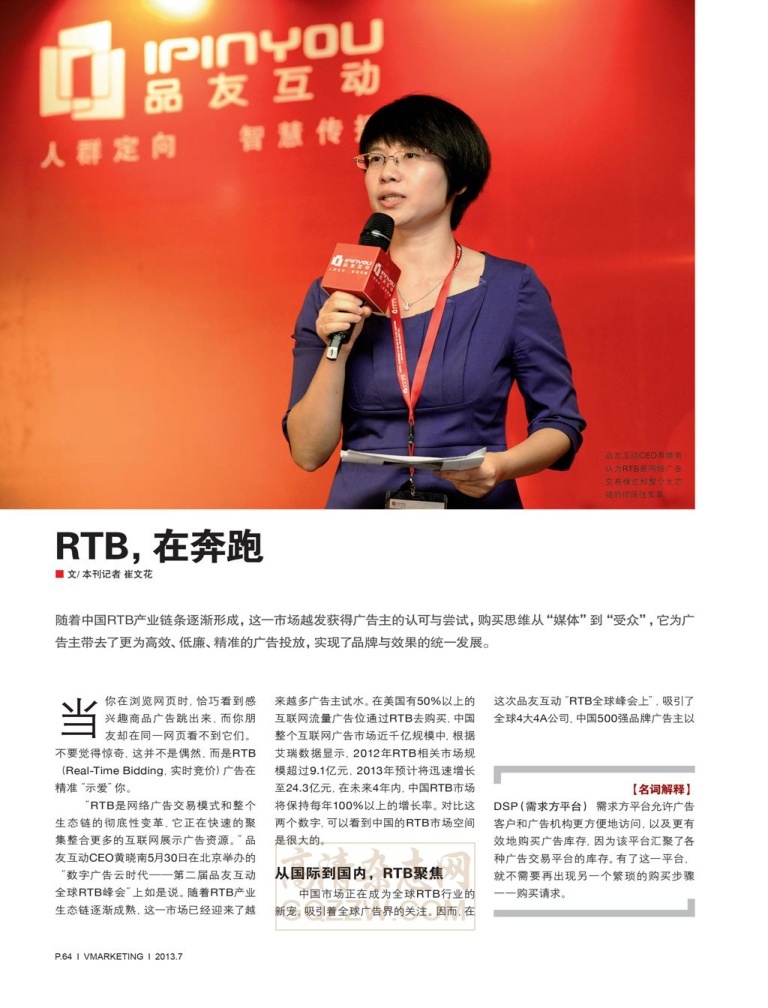 IPINYOU
品友互动
人群定向 智慧传播
IPINYOU
品友互动
品友互动CEO黄晓南
认为RTB是网络广告
交易模式和整个生态
链的彻底性变革
RTB，在奔跑
■ 文/ 本刊记者 崔文花
随着中国RTB产业链条逐渐形成，这一市场越发获得广告主的认可与尝试，购买思维从“媒体”到“受众”，它为广
告主带去了更为高效、低廉、精准的广告投放，实现了品牌与效果的统一发展。
当你在浏览网页时，恰巧看到感
兴趣商品广告跳出来，而你朋
友却在同一网页看不到它们。
不要觉得惊奇，这并不是偶然，而是RTB
（Real-Time Bidding，实时竞价）广告在
精准“示爱”你。
“RTB是网络广告交易模式和整个
生态链的彻底性变革，它正在快速的聚
集整合更多的互联网展示广告资源。”品
友互动CEO黄晓南5月30日在北京举办的
“数字广告云时代——第二届品友互动
全球RTB峰会”上如是说。随着RTB产业
生态链逐渐成熟，这一市场已经迎来了越
来越多广告主试水。在美国有50%以上的
互联网流量广告位通过RTB去购买，中国
整个互联网广告市场近千亿规模中，根据
艾瑞数据显示，2012年RTB相关市场规
模超过9.1亿元，2013年预计将迅速增长
至24.3亿元，在未来4年内，中国RTB市场
将保持每年100%以上的增长率。对比这
两个数字，可以看到中国的RTB市场空间
是很大的。
从国际到国内，RTB聚焦
中国市场正在成为全球RTB行业的
新宠，吸引着全球广告界的关注。因而，在
高清杂志网
GQZZW.COM
这次品友互动“RTB全球峰会上”，吸引了
全球4大4A公司，中国500强品牌广告主以
【名词解释】
DSP（需求方平台） 需求方平台允许广告
客户和广告机构更方便地访问，以及更有
效地购买广告库存，因为该平台汇聚了各
种广告交易平台的库存。有了这一平台，
就不需要再出现另一个繁琐的购买步骤
——购买请求。
P.64 I VMARKETING I 2013.7